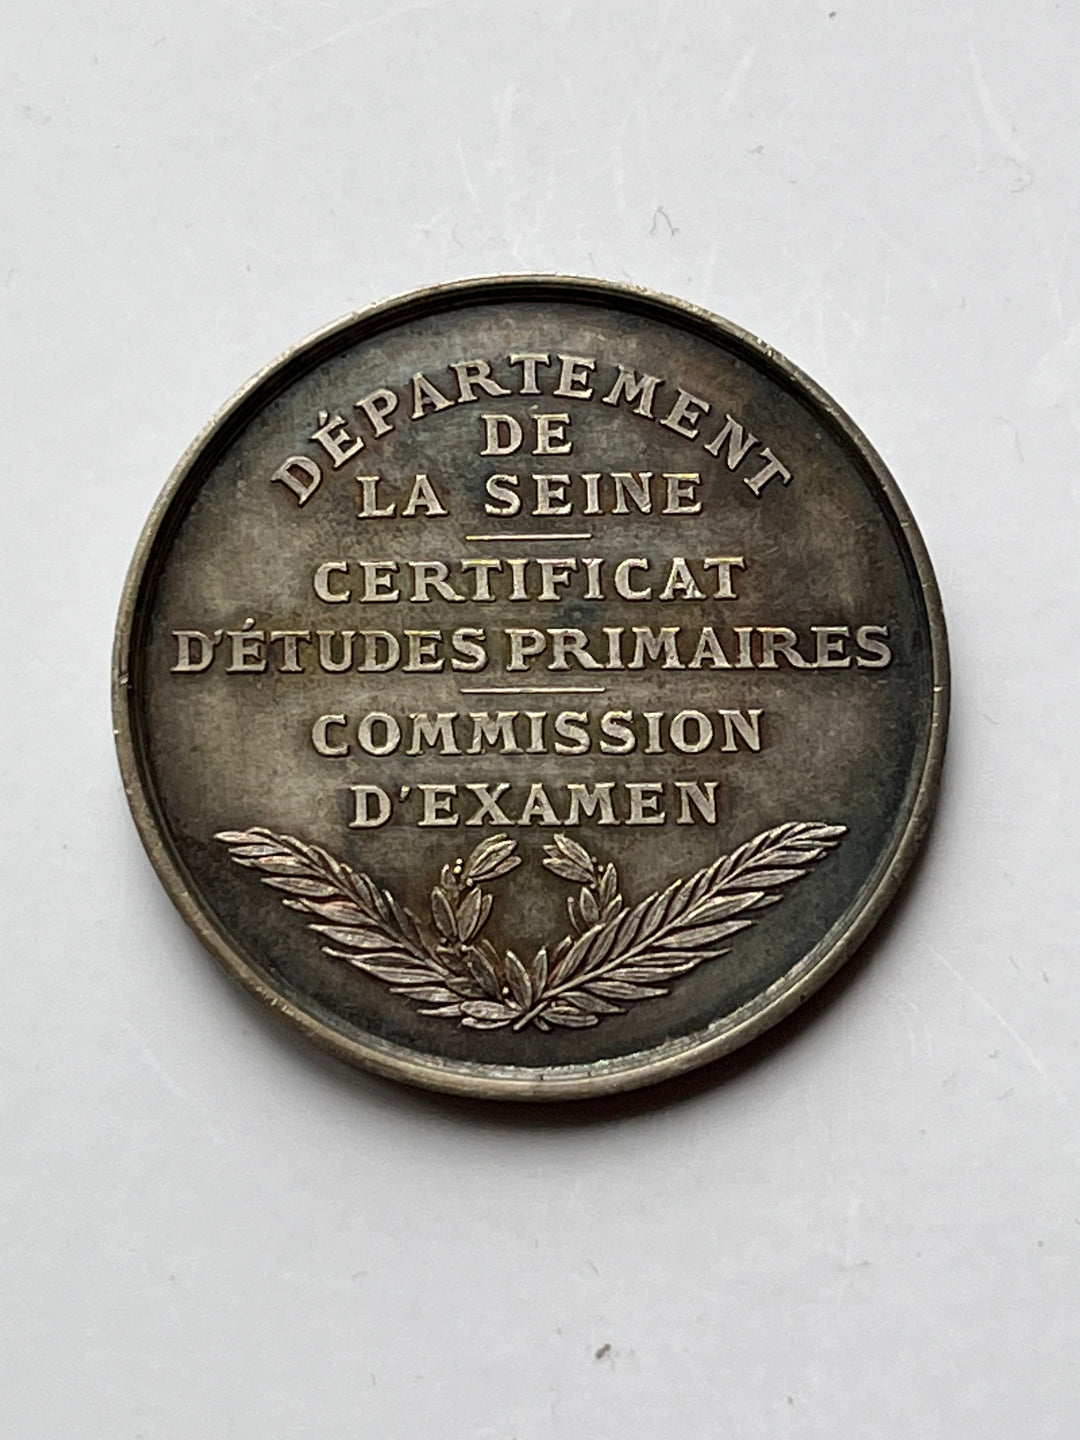 DÉPARTEMENT
DE
LA SEINE
CERTIFICAT
D'ÉTUDES PRIMAIRES
COMMISSION
D'EXAMEN